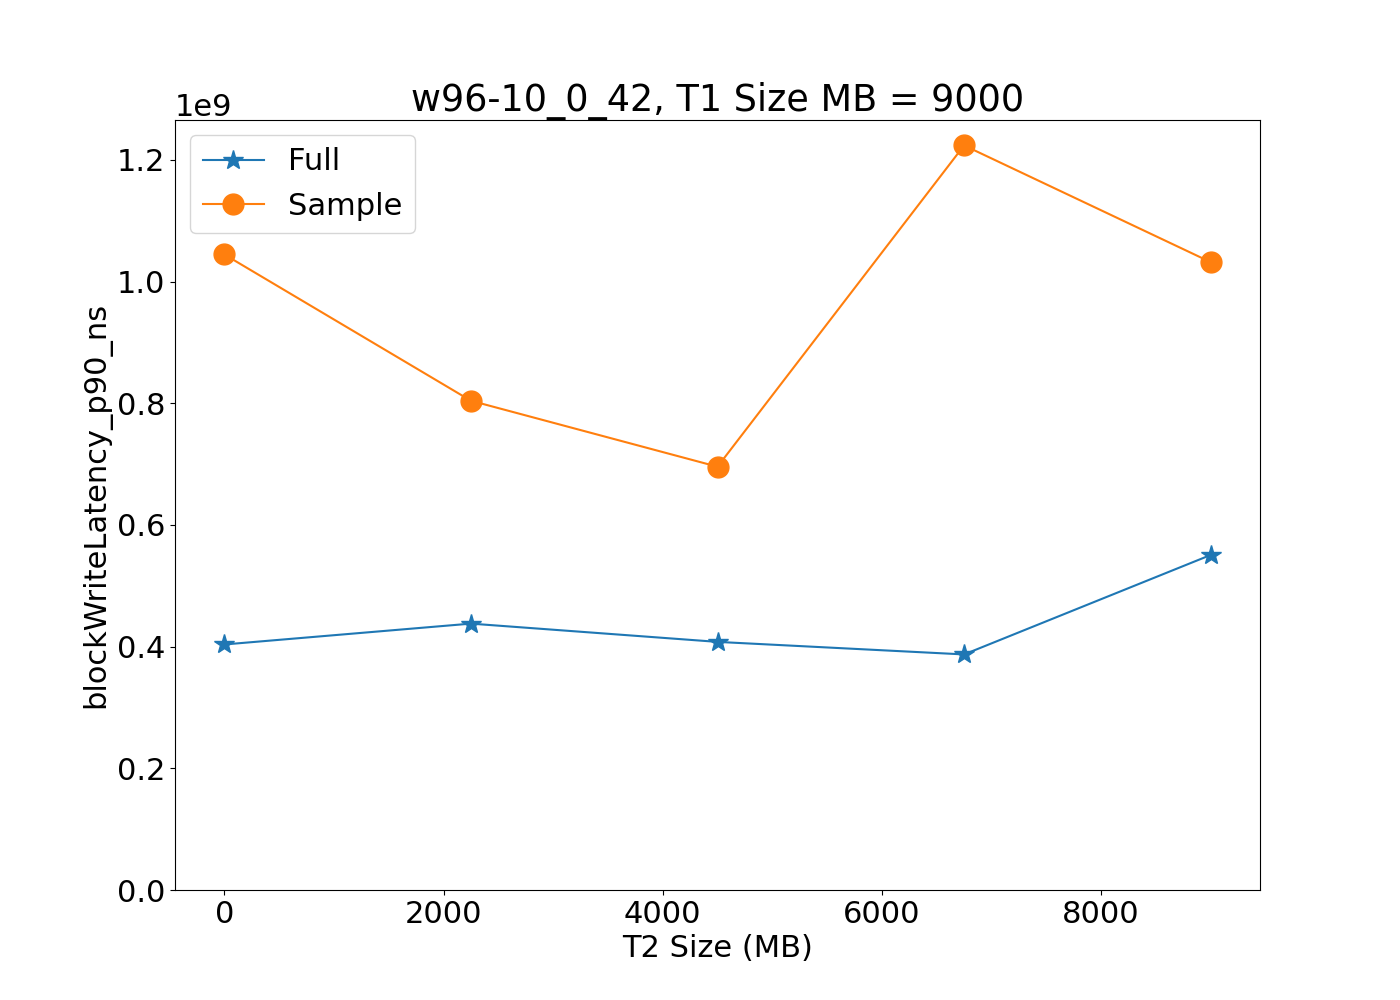 w96-10_0_42, T1 Size MB = 9000
1e9
Full
Sample
1.2
1.0
0.8
0.6
0.4
0.2
0.0
blockWriteLatency_p90_ns
0 2000 4000 6000 8000
T2 Size (MB)